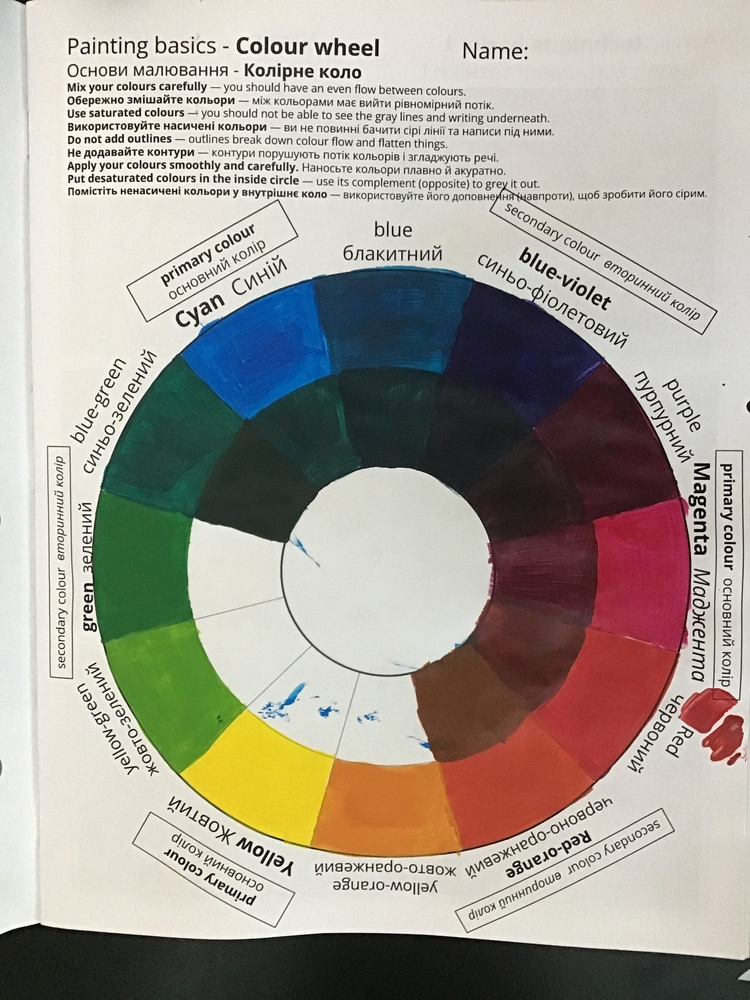 Painting basics - Colour wheel
Name:
Основи малювання - Колірне коло
Mix your colours carefully — you should have an even flow between colours.
Обережно змішайте кольори — між кольорами має вийти рівномірний потік.
Use saturated colours — you should not be able to see the gray lines and writing underneath.
Використовуйте насичені кольори — ви не повинні бачити сірі лінії та написи під ними.
Do not add outlines — outlines break down colour flow and flatten things.
Не додавайте контури — контури порушують потік кольорів і згладжують речі.
Apply your colours smoothly and carefully. Наносьте кольори плавно й акуратно.
Put desaturated colours in the inside circle — use its complement (opposite) to grey it out.
Помістіть ненасичені кольори у внутрішнє коло — використовуйте його доповнення (навпроти), щоб зробити його сірим.
blue
блакитний
secondary colour вторинний колір
blue-violet
синьо-фіолетовий
purple
пурпурний
primary colour основний колір
Magenta Маджента
Red
червоний
червоно-оранжевий
Red-orange
secondary colour вторинний колір
жовто-оранжевий
yellow-orange
Yellow Жовтий
основний колір
primary colour
yellow-green
жовто-зелений
secondary colour вторинний колір
green зелений
blue-green
синьо-зелений
primary colour
основний колір
Cyan Синій